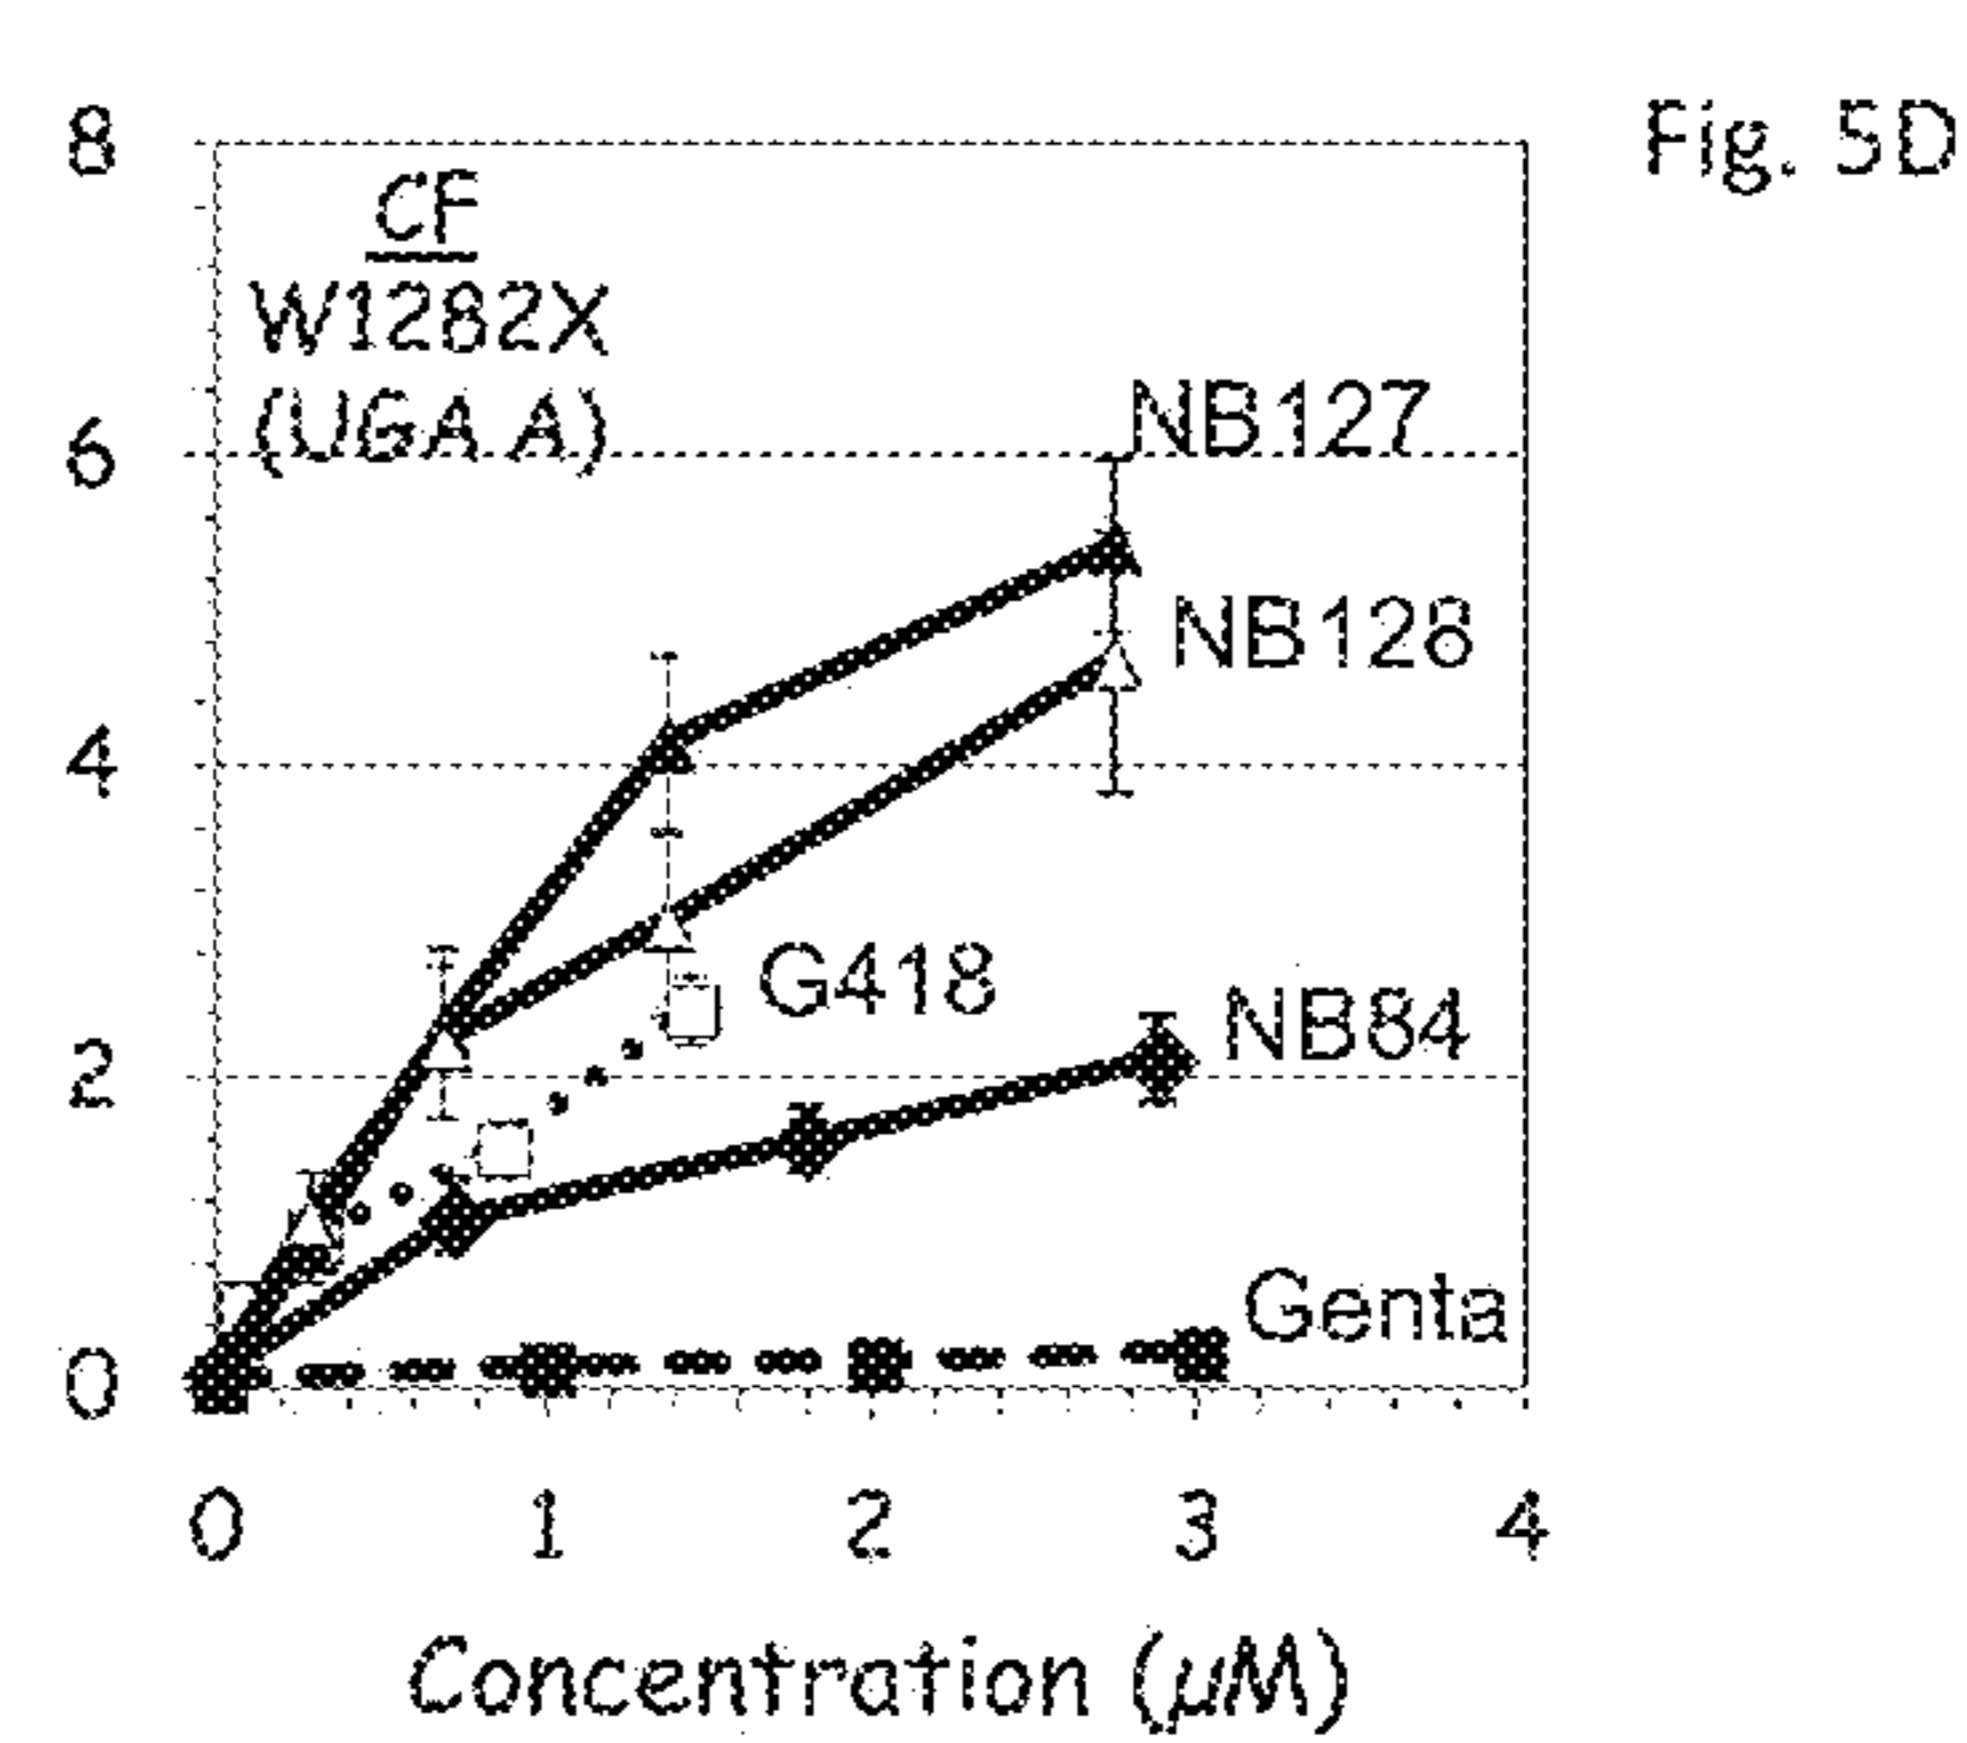 Fig. 5D
8
6
4
2
0
CF
W1282X
(UGA A)
NB127
NB128
G418
NB84
Genta
0 1 2 3 4
Concentration (µM)